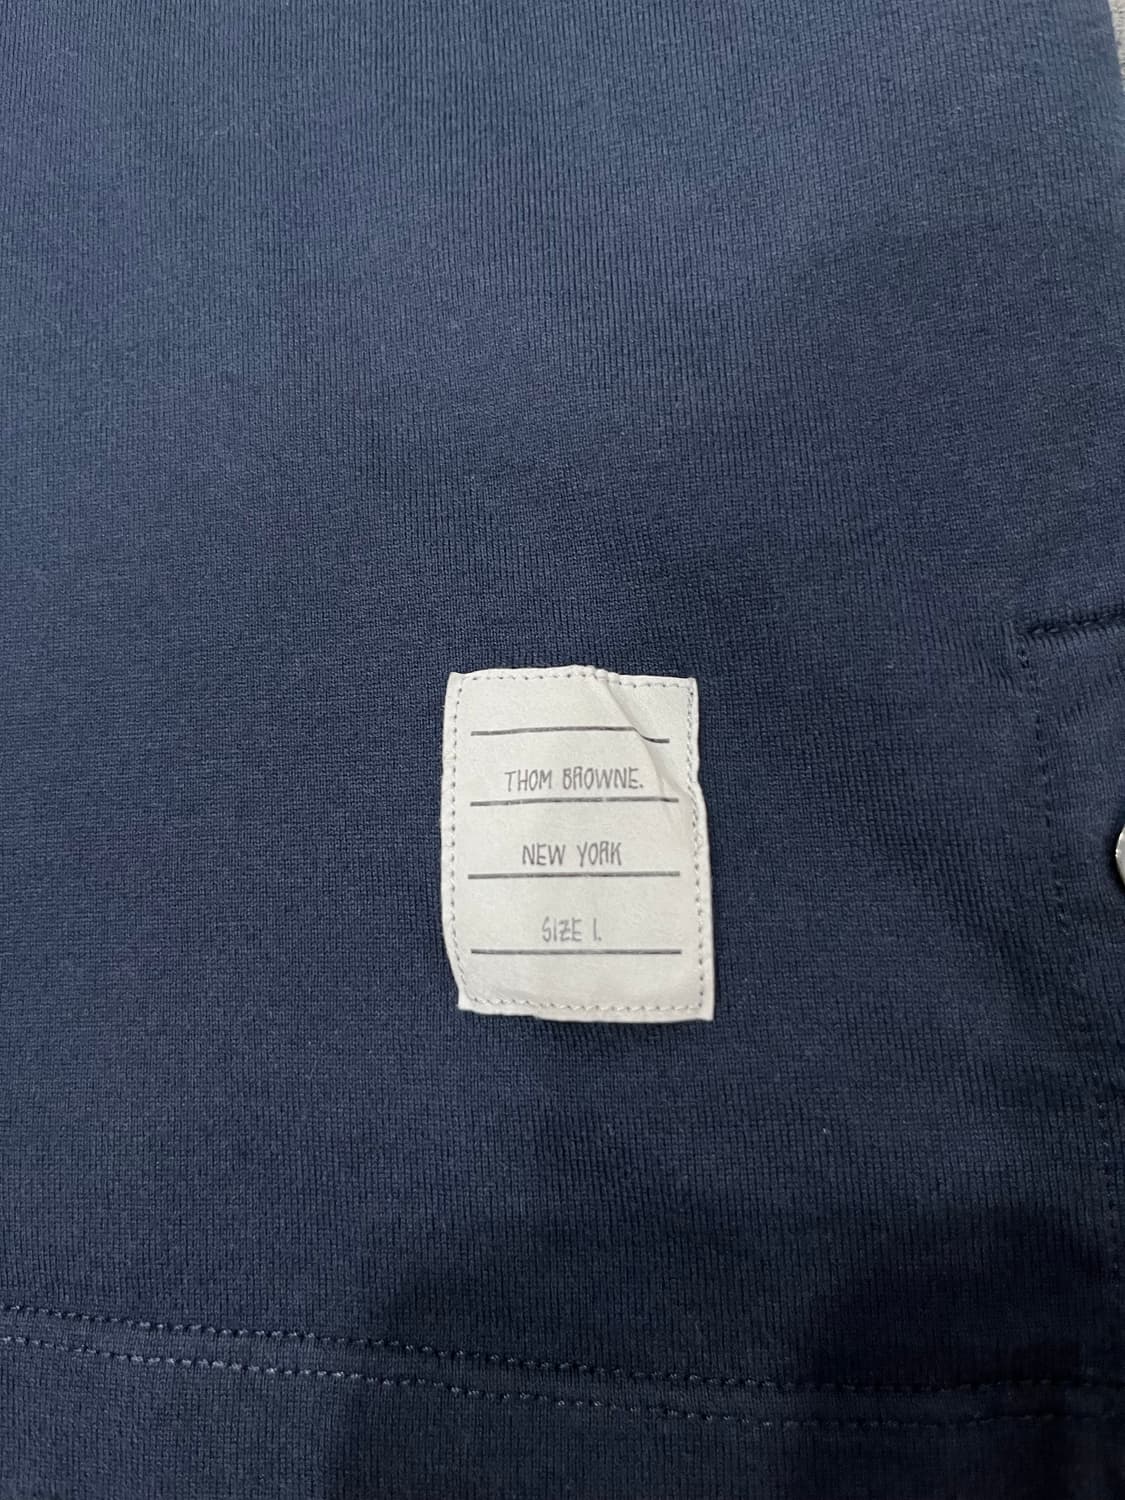 THOM BROWNE.
NEW YORK
SIZE 1.